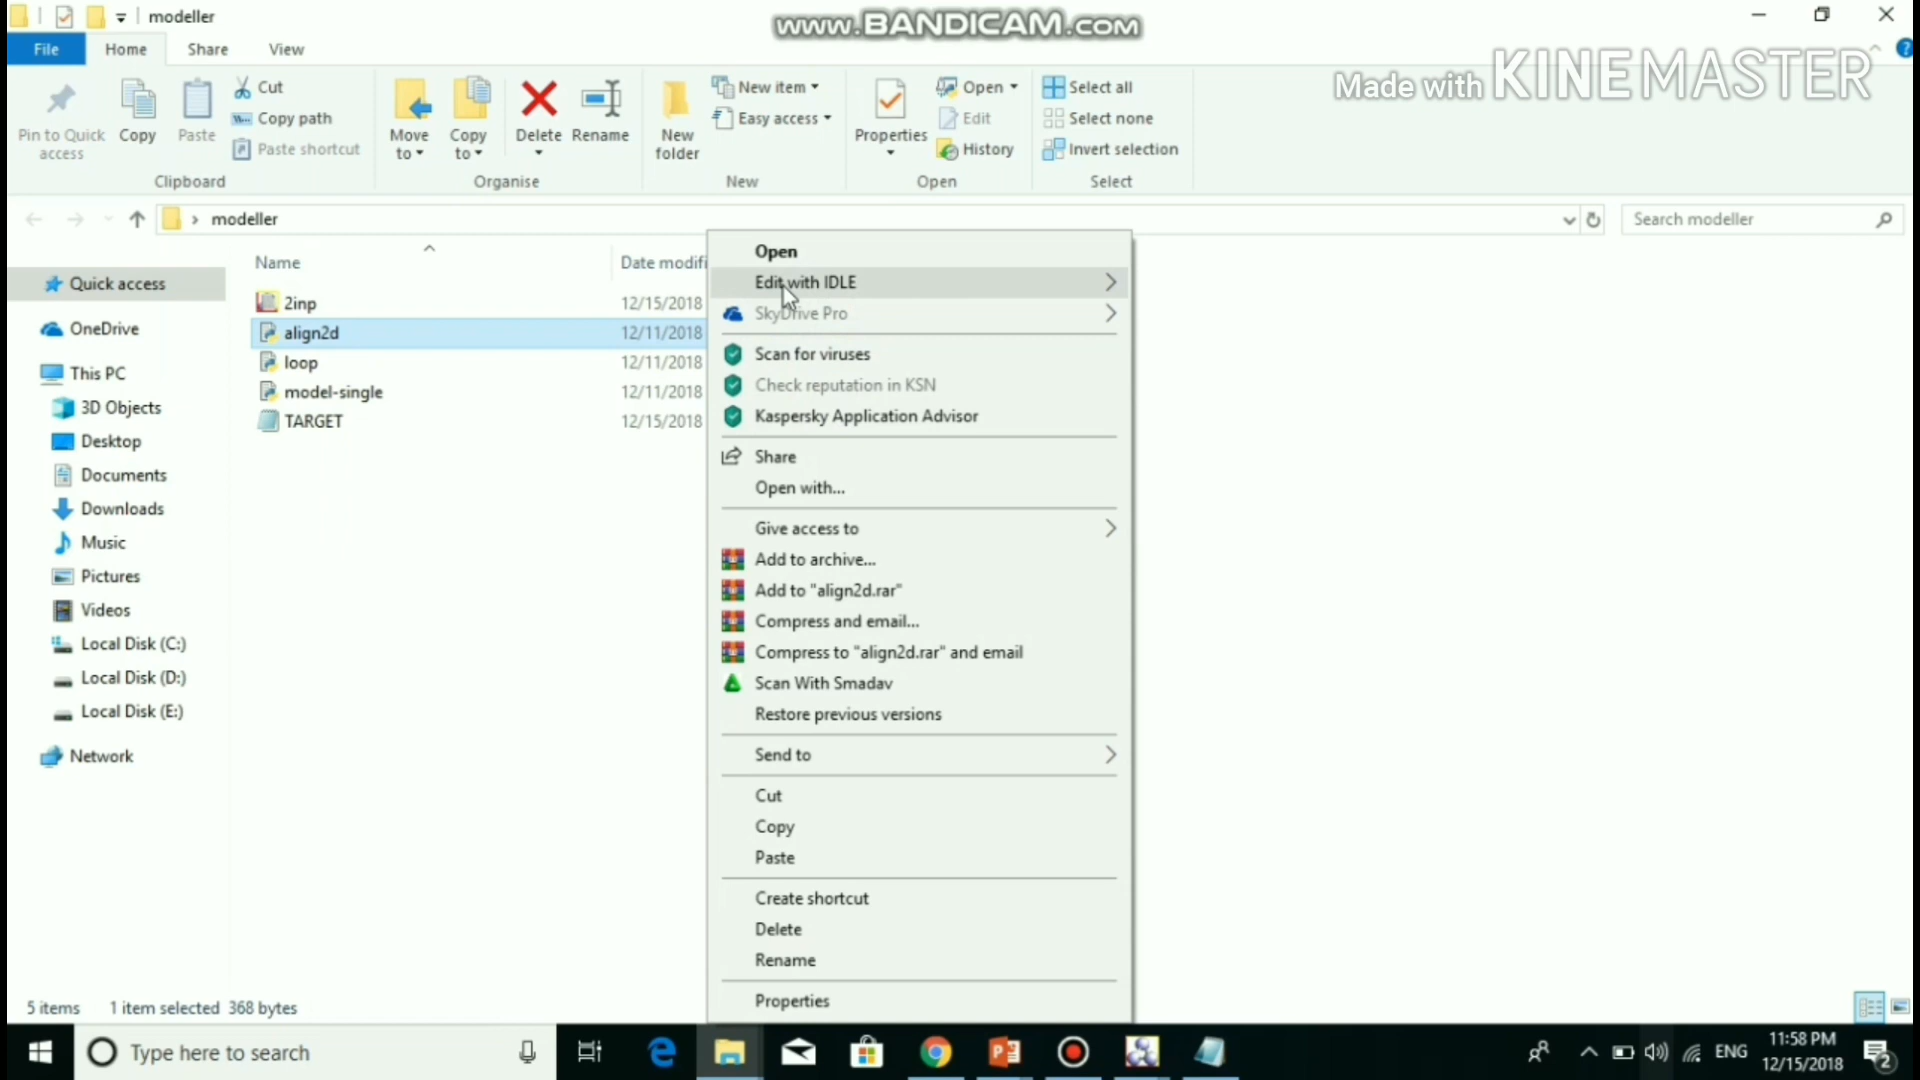 modeller
www.BANDICAM.com
Made with KINEMASTER
File Home Share View
Pin to Quick access
Copy
Paste
Cut
Copy path
Paste shortcut
Clipboard
Move to
Copy to
Delete
Rename
Organise
New folder
New item
Easy access
New
Properties
Open
Edit
History
Open
Select all
Select none
Invert selection
Select
modeller
Search modeller
Quick access
OneDrive
This PC
3D Objects
Desktop
Documents
Downloads
Music
Pictures
Videos
Local Disk (C:)
Local Disk (D:)
Local Disk (E:)
Network
Name Date modifi
2inp 12/15/2018
align2d 12/11/2018
loop 12/11/2018
model-single 12/11/2018
TARGET 12/15/2018
Open
Edit with IDLE
SkyDrive Pro
Scan for viruses
Check reputation in KSN
Kaspersky Application Advisor
Share
Open with...
Give access to
Add to archive...
Add to "align2d.rar"
Compress and email...
Compress to "align2d.rar" and email
Scan With Smadav
Restore previous versions
Send to
Cut
Copy
Paste
Create shortcut
Delete
Rename
Properties
5 items 1 item selected 368 bytes
Type here to search
ENG
11:58 PM
12/15/2018
2